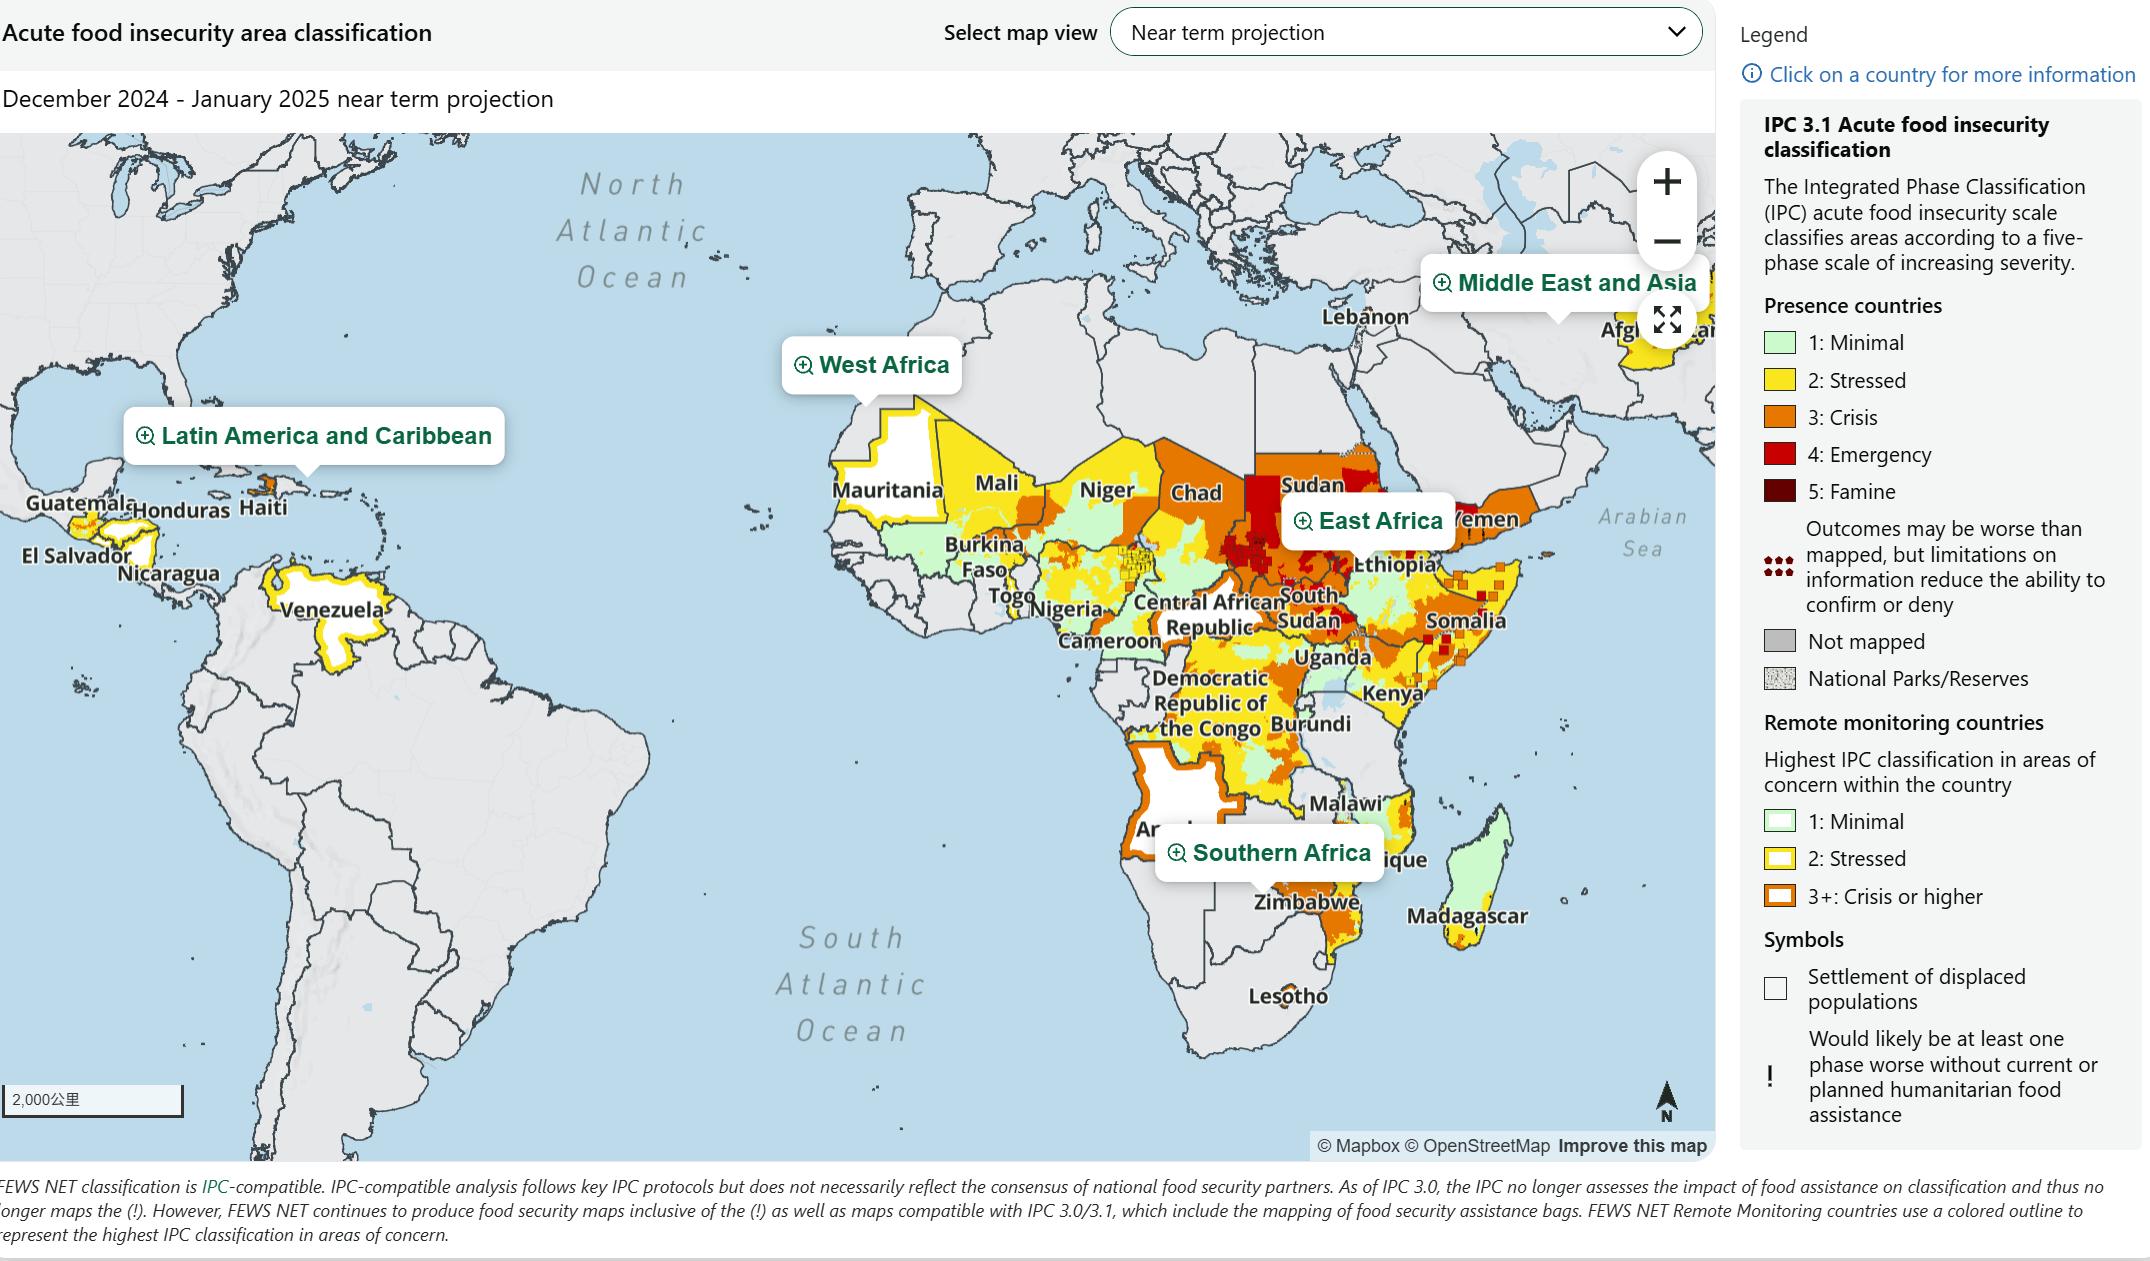 Acute food insecurity area classification
Select map view
Near term projection
December 2024 - January 2025 near term projection
North
Atlantic
Ocean
Middle East and Asia
Lebanon
West Africa
Latin America and Caribbean
Mauritania
Mali
Niger
Chad
Sudan
East Africa
Yemen
Arabian
Sea
Guatemala
Honduras
Haiti
El Salvador
Nicaragua
Venezuela
Burkina
Faso
Togo
Nigeria
Cameroon
Central African
Republic
South
Sudan
Ethiopia
Somalia
Uganda
Kenya
Democratic
Republic of
the Congo
Burundi
Malawi
Southern Africa
ique
Zimbabwe
Madagascar
Lesotho
South
Atlantic
Ocean
2,000公里
N
© Mapbox © OpenStreetMap Improve this map
Legend
Click on a country for more information
IPC 3.1 Acute food insecurity
classification
The Integrated Phase Classification
(IPC) acute food insecurity scale
classifies areas according to a five-
phase scale of increasing severity.
Presence countries
1: Minimal
2: Stressed
3: Crisis
4: Emergency
5: Famine
Outcomes may be worse than
mapped, but limitations on
information reduce the ability to
confirm or deny
Not mapped
National Parks/Reserves
Remote monitoring countries
Highest IPC classification in areas of
concern within the country
1: Minimal
2: Stressed
3+: Crisis or higher
Symbols
Settlement of displaced
populations
! Would likely be at least one
phase worse without current or
planned humanitarian food
assistance
FEWS NET classification is IPC-compatible. IPC-compatible analysis follows key IPC protocols but does not necessarily reflect the consensus of national food security partners. As of IPC 3.0, the IPC no longer assesses the impact of food assistance on classification and thus no
longer maps the (!). However, FEWS NET continues to produce food security maps inclusive of the (!) as well as maps compatible with IPC 3.0/3.1, which include the mapping of food security assistance bags. FEWS NET Remote Monitoring countries use a colored outline to
represent the highest IPC classification in areas of concern.